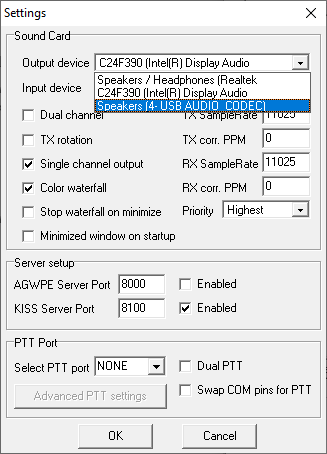 Settings
Sound Card
Output device C24F390 (Intel(R) Display Audio
Speakers / Headphones (Realtek
Input device C24F390 (Intel(R) Display Audio
Speakers (4- USB AUDIO CODEC)
Dual channel TX SampleRate 11025
TX rotation TX corr. PPM 0
Single channel output RX SampleRate 11025
Color waterfall RX corr. PPM 0
Stop waterfall on minimize Priority Highest
Minimized window on startup
Server setup
AGWPE Server Port 8000 Enabled
KISS Server Port 8100 Enabled
PTT Port
Select PTT port NONE Dual PTT
Advanced PTT settings Swap COM pins for PTT
OK Cancel